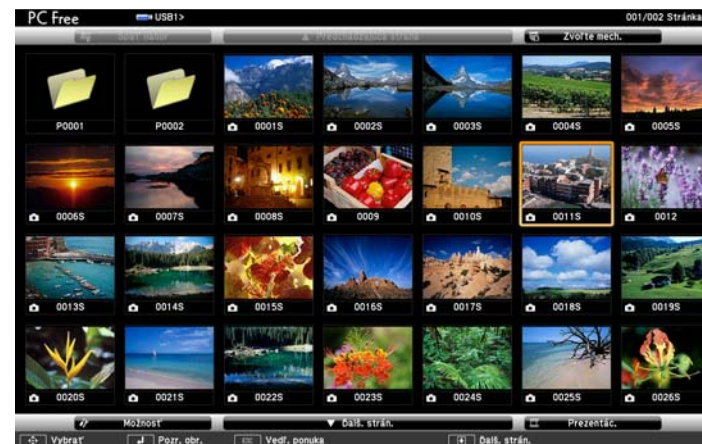 PC Free USB1> 001/002 Stránka
Späť nahor ▲ Predchádzajúca strana Zvoľte mech.
P0001 P0002 0001S 0002S 0003S 0004S 0005S
0006S 0007S 0008S 0009 0010S 0011S 0012
0013S 0014S 0015S 0016S 0017S 0018S 0019S
0020S 0021S 0022S 0023S 0024S 0025S 0026S
Možnosť ▼ Ďalš. strán. Prezentác.
Vybrať Pozr. obr. ESC Vedľ. ponuka Ďalš. strán.